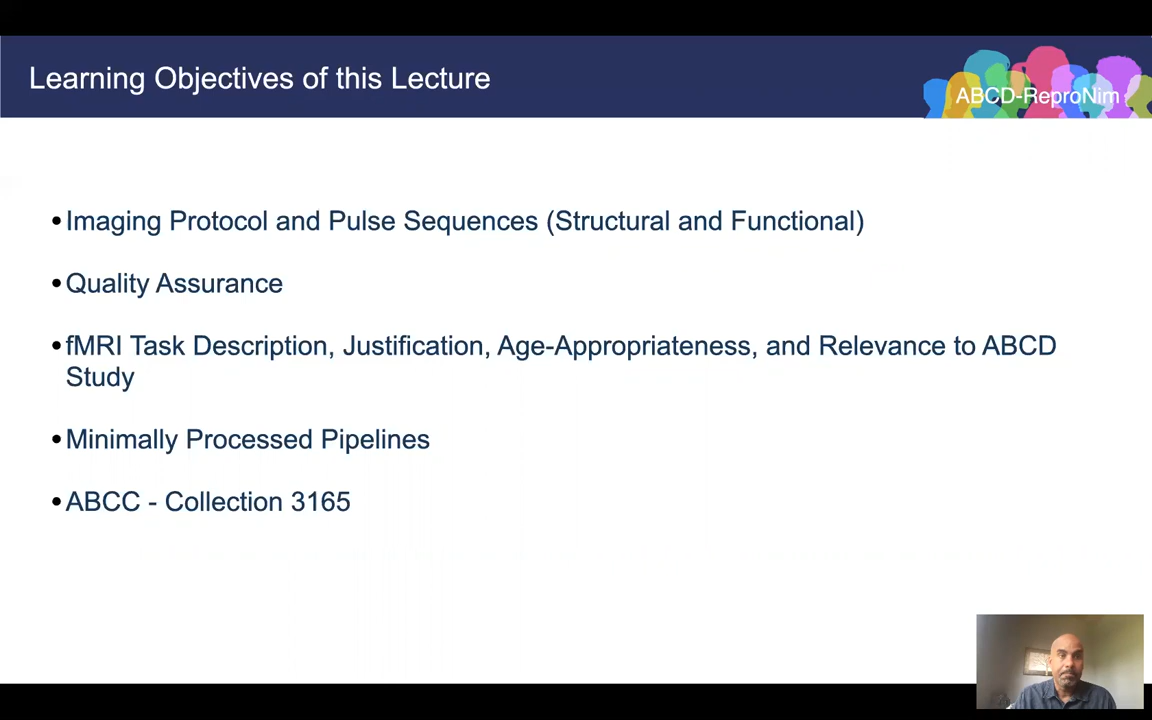 Learning Objectives of this Lecture
ABCD-ReproNim
•Imaging Protocol and Pulse Sequences (Structural and Functional)
•Quality Assurance
•fMRI Task Description, Justification, Age-Appropriateness, and Relevance to ABCD
Study
•Minimally Processed Pipelines
•ABCC - Collection 3165